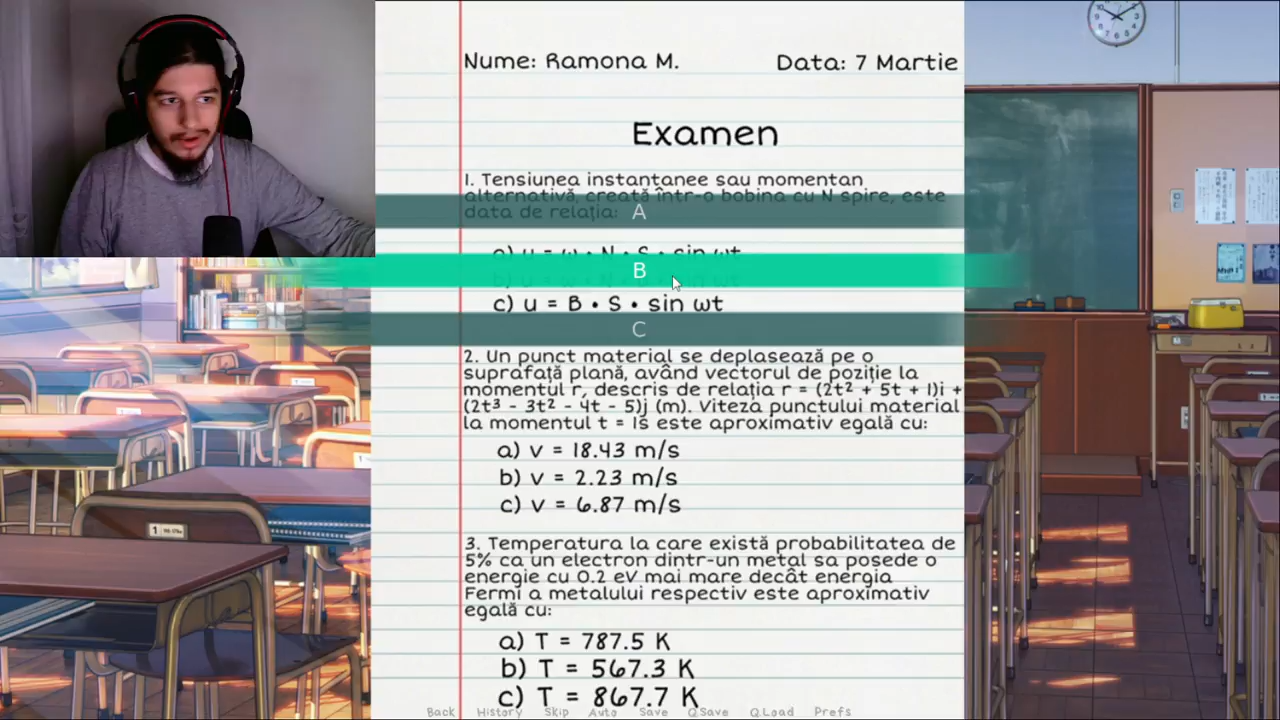 Nume: Ramona M.
Data: 7 Martie
Examen
1. Tensiunea instantanee sau momentan
alternativă, creată într-o bobina cu N spire, este
data de relația:
A
a) u = ω • N • S • sin ωt
B
c) u = B • S • sin ωt
C
2. Un punct material se deplasează pe o
suprafață plană, având vectorul de poziție la
momentul r, descris de relația r = (2t² + 5t + 1)i +
(2t³ - 3t² - 4t - 5)j (m). Viteza punctului material
la momentul t = 1s este aproximativ egală cu:
a) v = 18.43 m/s
b) v = 2.23 m/s
c) v = 6.87 m/s
3. Temperatura la care există probabilitatea de
5% ca un electron dintr-un metal sa posede o
energie cu 0.2 eV mai mare decât energia
Fermi a metalului respectiv este aproximativ
egală cu:
a) T = 787.5 K
b) T = 567.3 K
c) T = 867.7 K
Back History Skip Auto Save Q.Save Q.Load Prefs